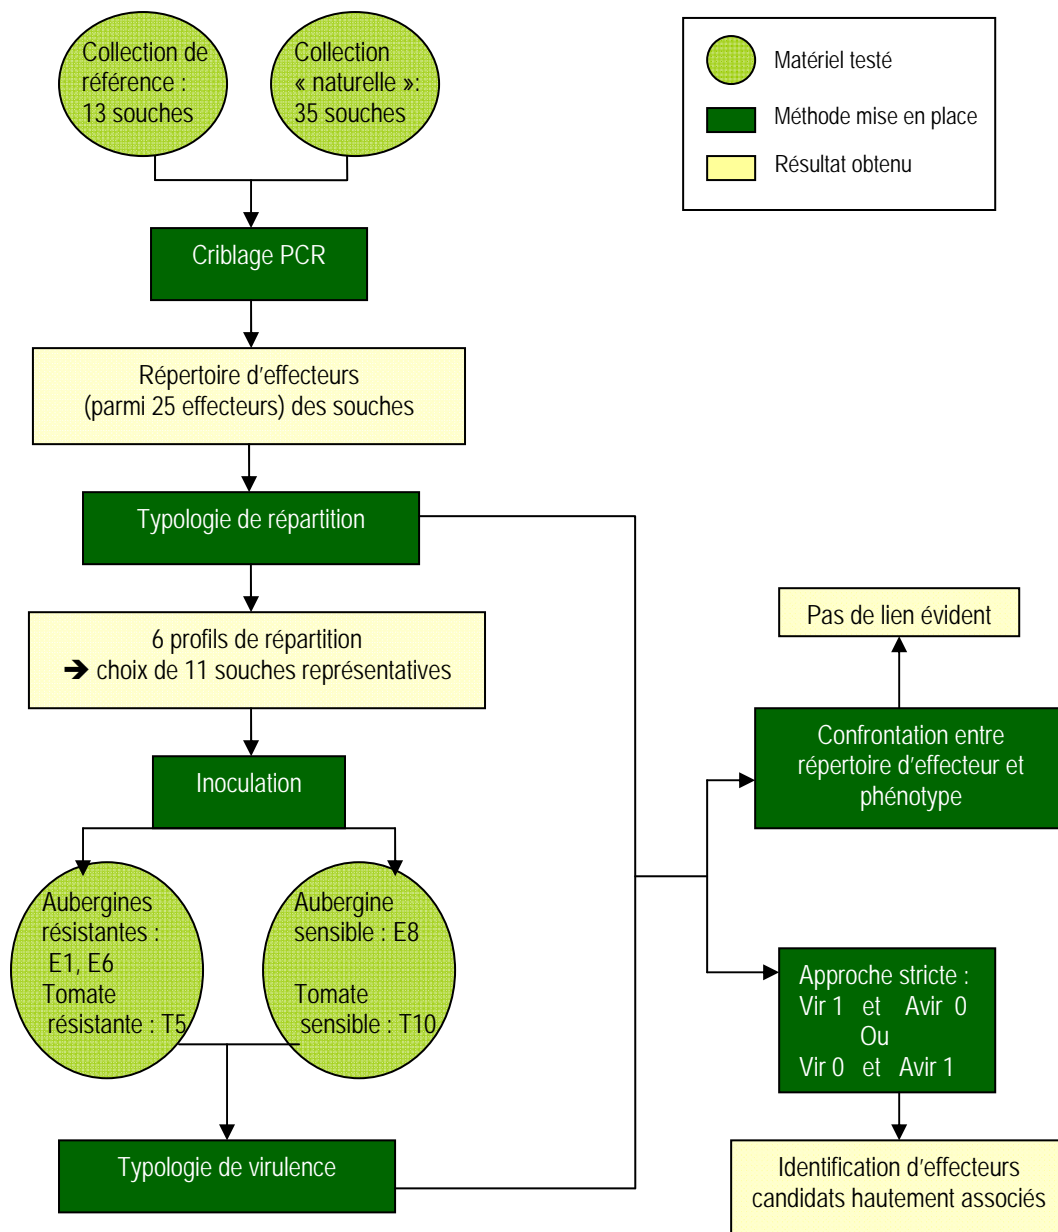 Collection de
référence :
13 souches
Collection
« naturelle »:
35 souches
Matériel testé
Méthode mise en place
Résultat obtenu
Criblage PCR
Répertoire d'effecteurs
(parmi 25 effecteurs) des souches
Typologie de répartition
6 profils de répartition
➔ choix de 11 souches représentatives
Inoculation
Aubergines
résistantes :
E1, E6
Tomate
résistante : T5
Aubergine
sensible : E8
Tomate
sensible : T10
Typologie de virulence
Pas de lien évident
Confrontation entre
répertoire d'effecteur et
phénotype
Approche stricte :
Vir 1 et Avir 0
Ou
Vir 0 et Avir 1
Identification d'effecteurs
candidats hautement associés